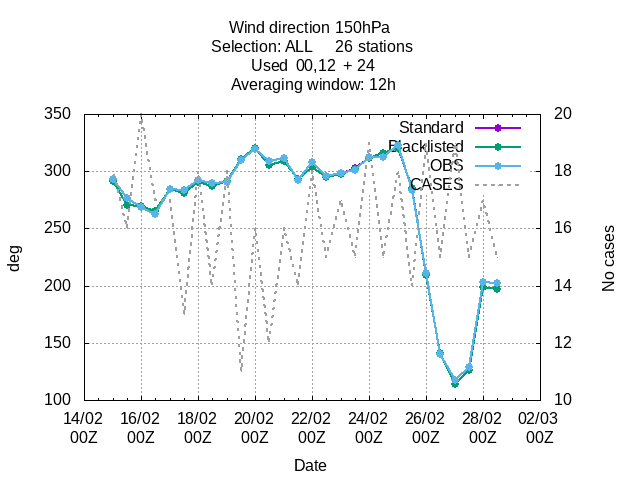 Wind direction 150hPa
Selection: ALL 26 stations
Used 00,12 + 24
Averaging window: 12h
350
300
250
200
150
100
deg
20
18
16
14
12
10
No cases
Standard
Blacklisted
OBS
CASES
14/02 16/02 18/02 20/02 22/02 24/02 26/02 28/02 02/03
00Z 00Z 00Z 00Z 00Z 00Z 00Z 00Z 00Z
Date